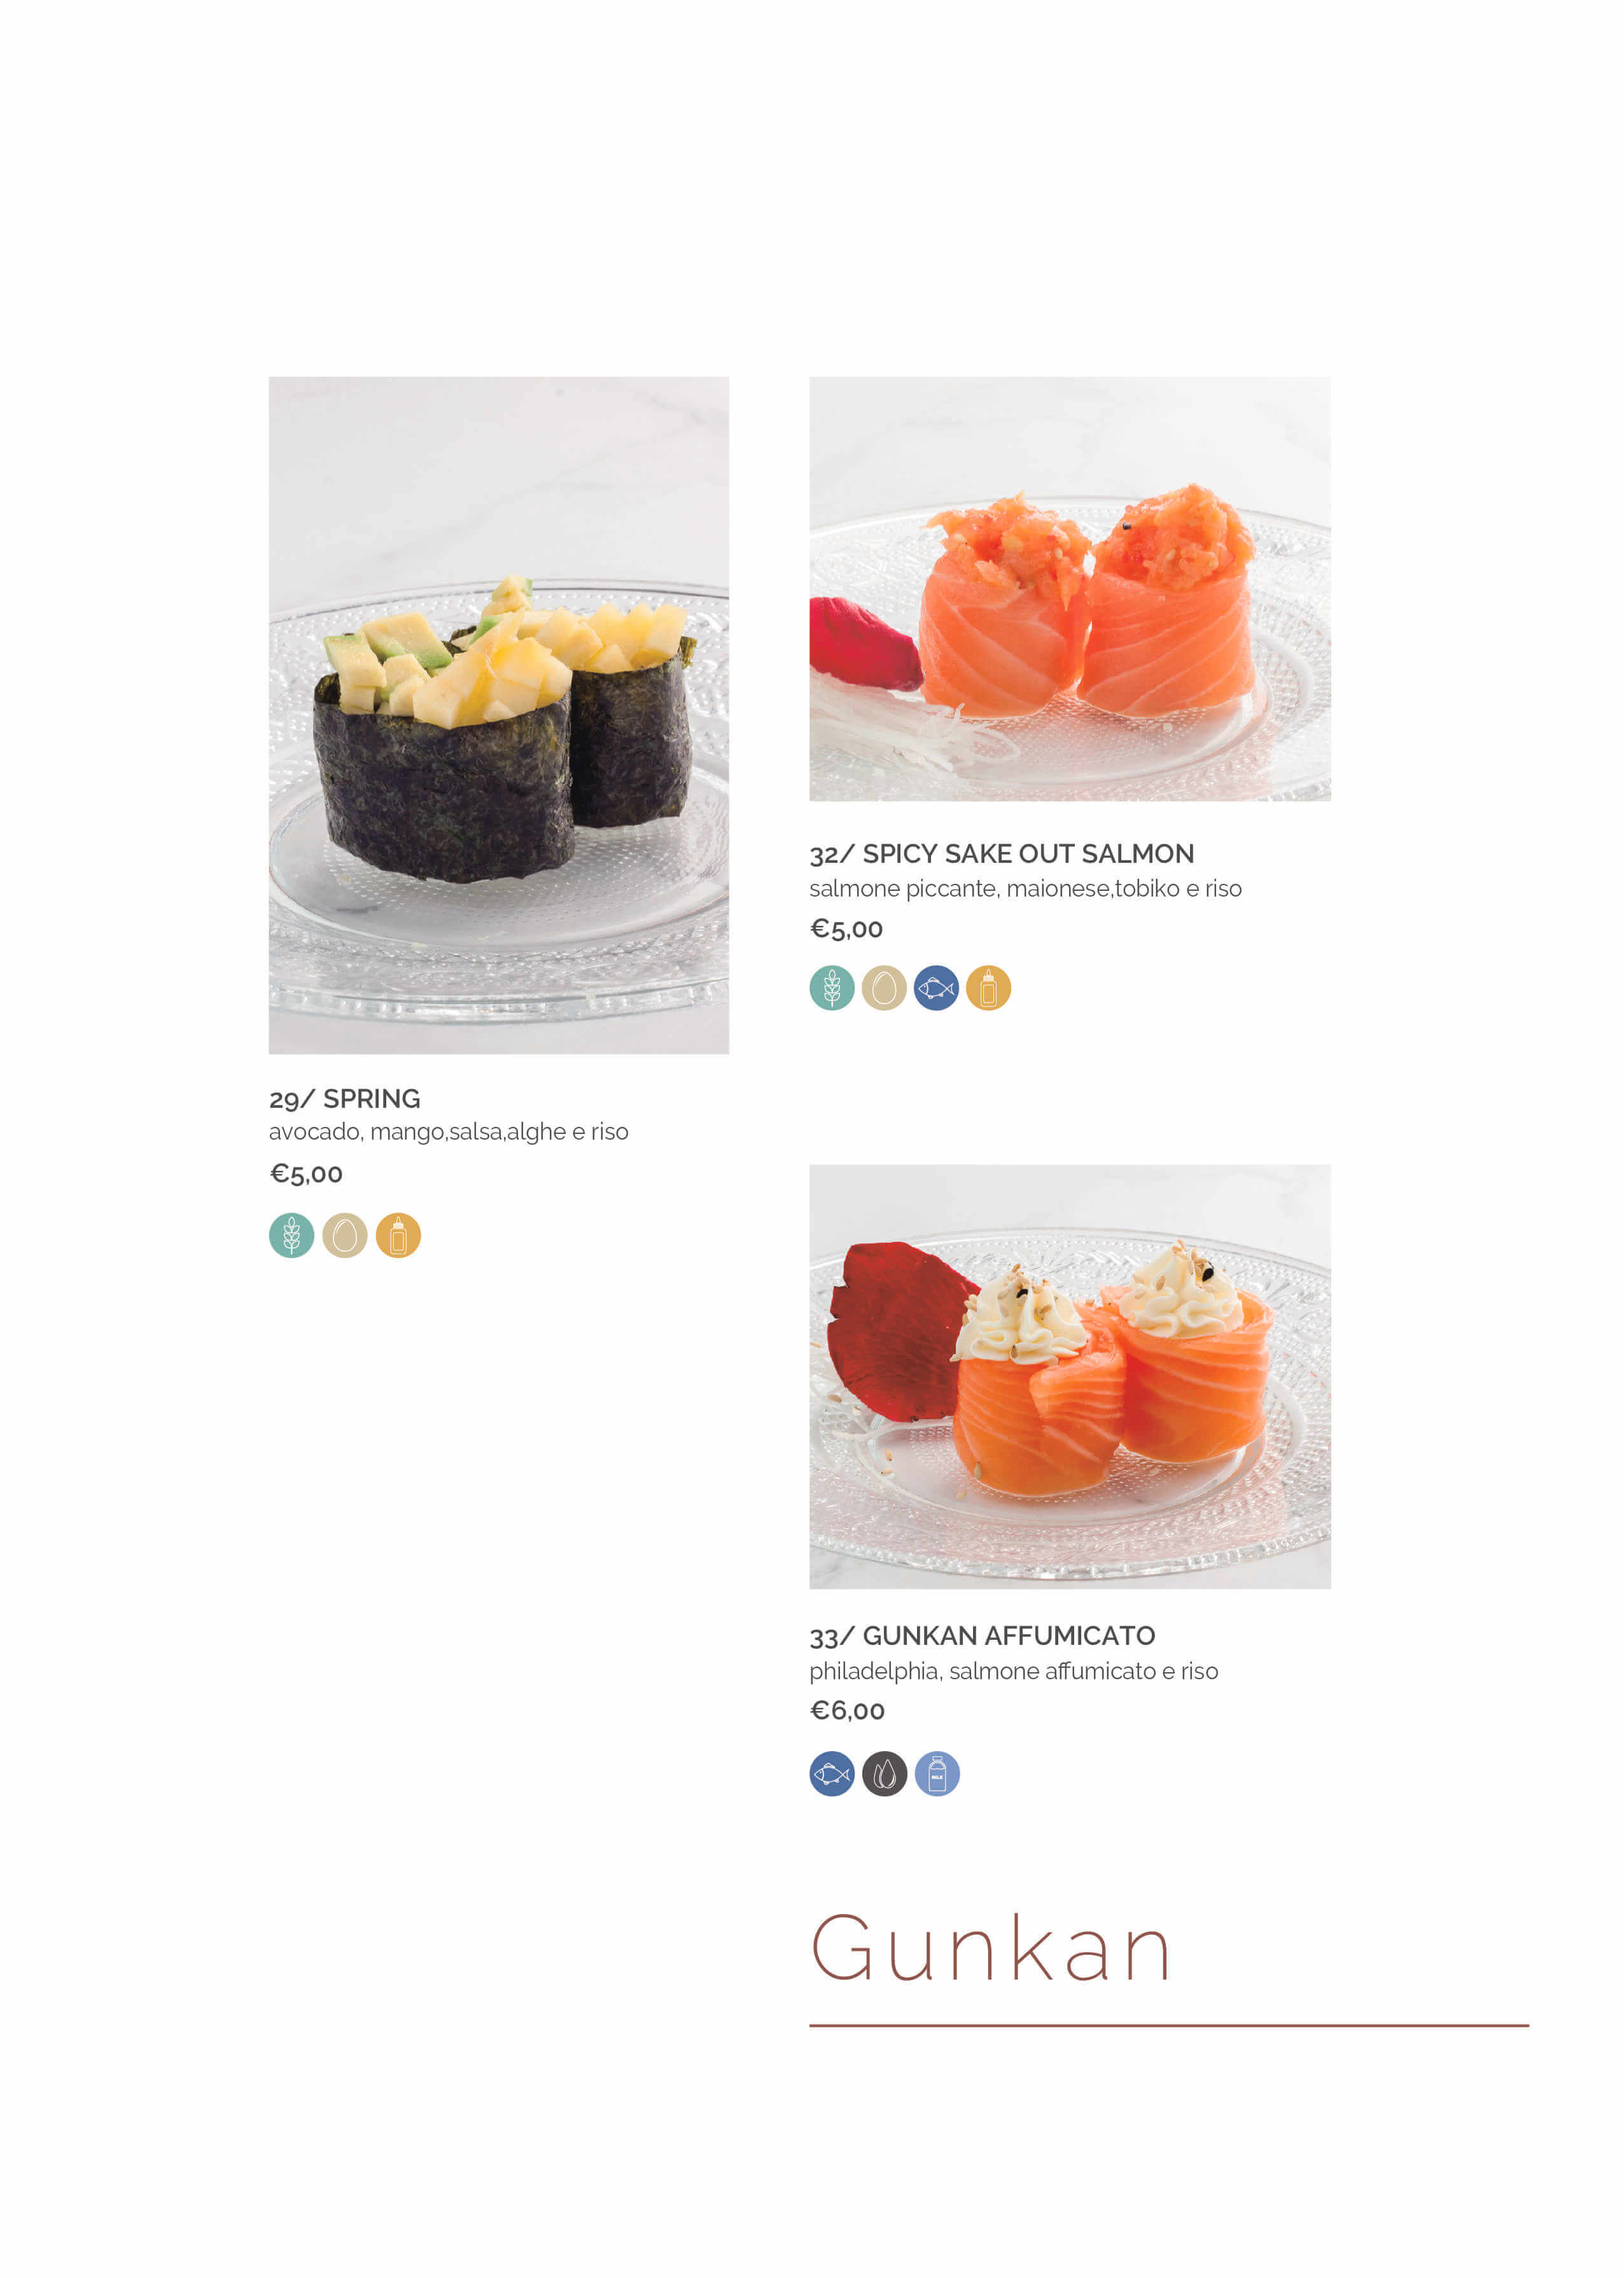 29/ SPRING
avocado, mango,salsa,alghe e riso
€5,00
32/ SPICY SAKE OUT SALMON
salmone piccante, maionese,tobiko e riso
€5,00
33/ GUNKAN AFFUMICATO
philadelphia, salmone affumicato e riso
€6,00
MILK
Gunkan